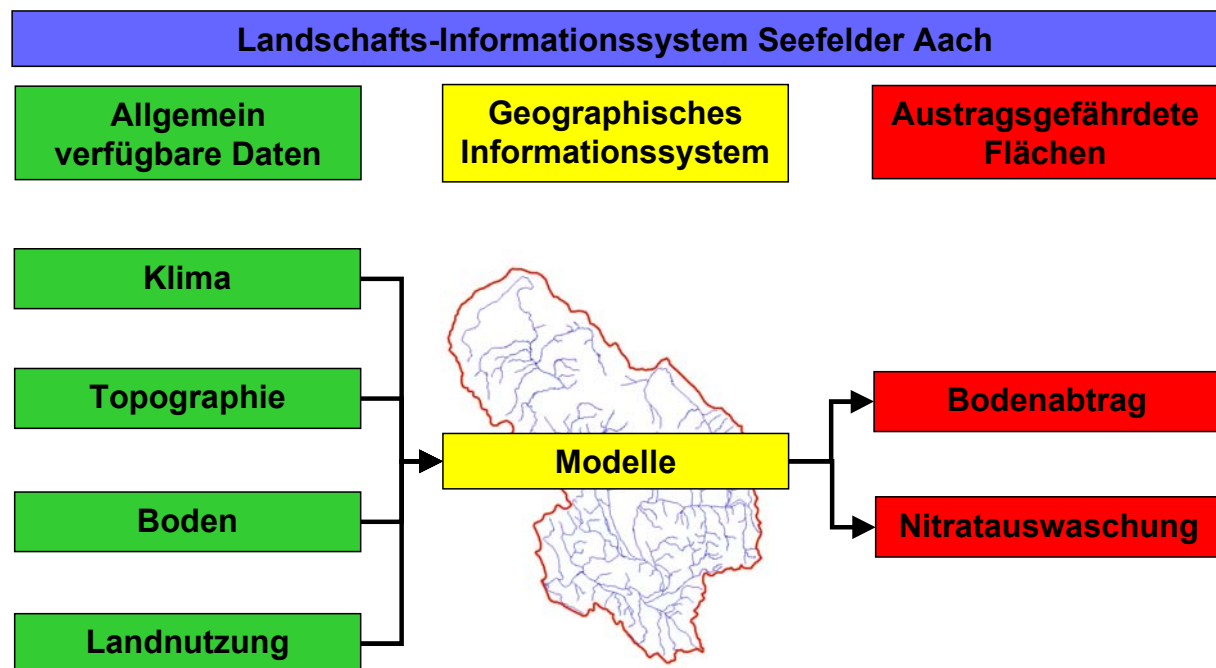 Landschafts-Informationssystem Seefelder Aach
Allgemein
verfügbare Daten
Geographisches
Informationssystem
Austragsgefährdete
Flächen
Klima
Topographie
Boden
Landnutzung
Modelle
Bodenabtrag
Nitratauswaschung